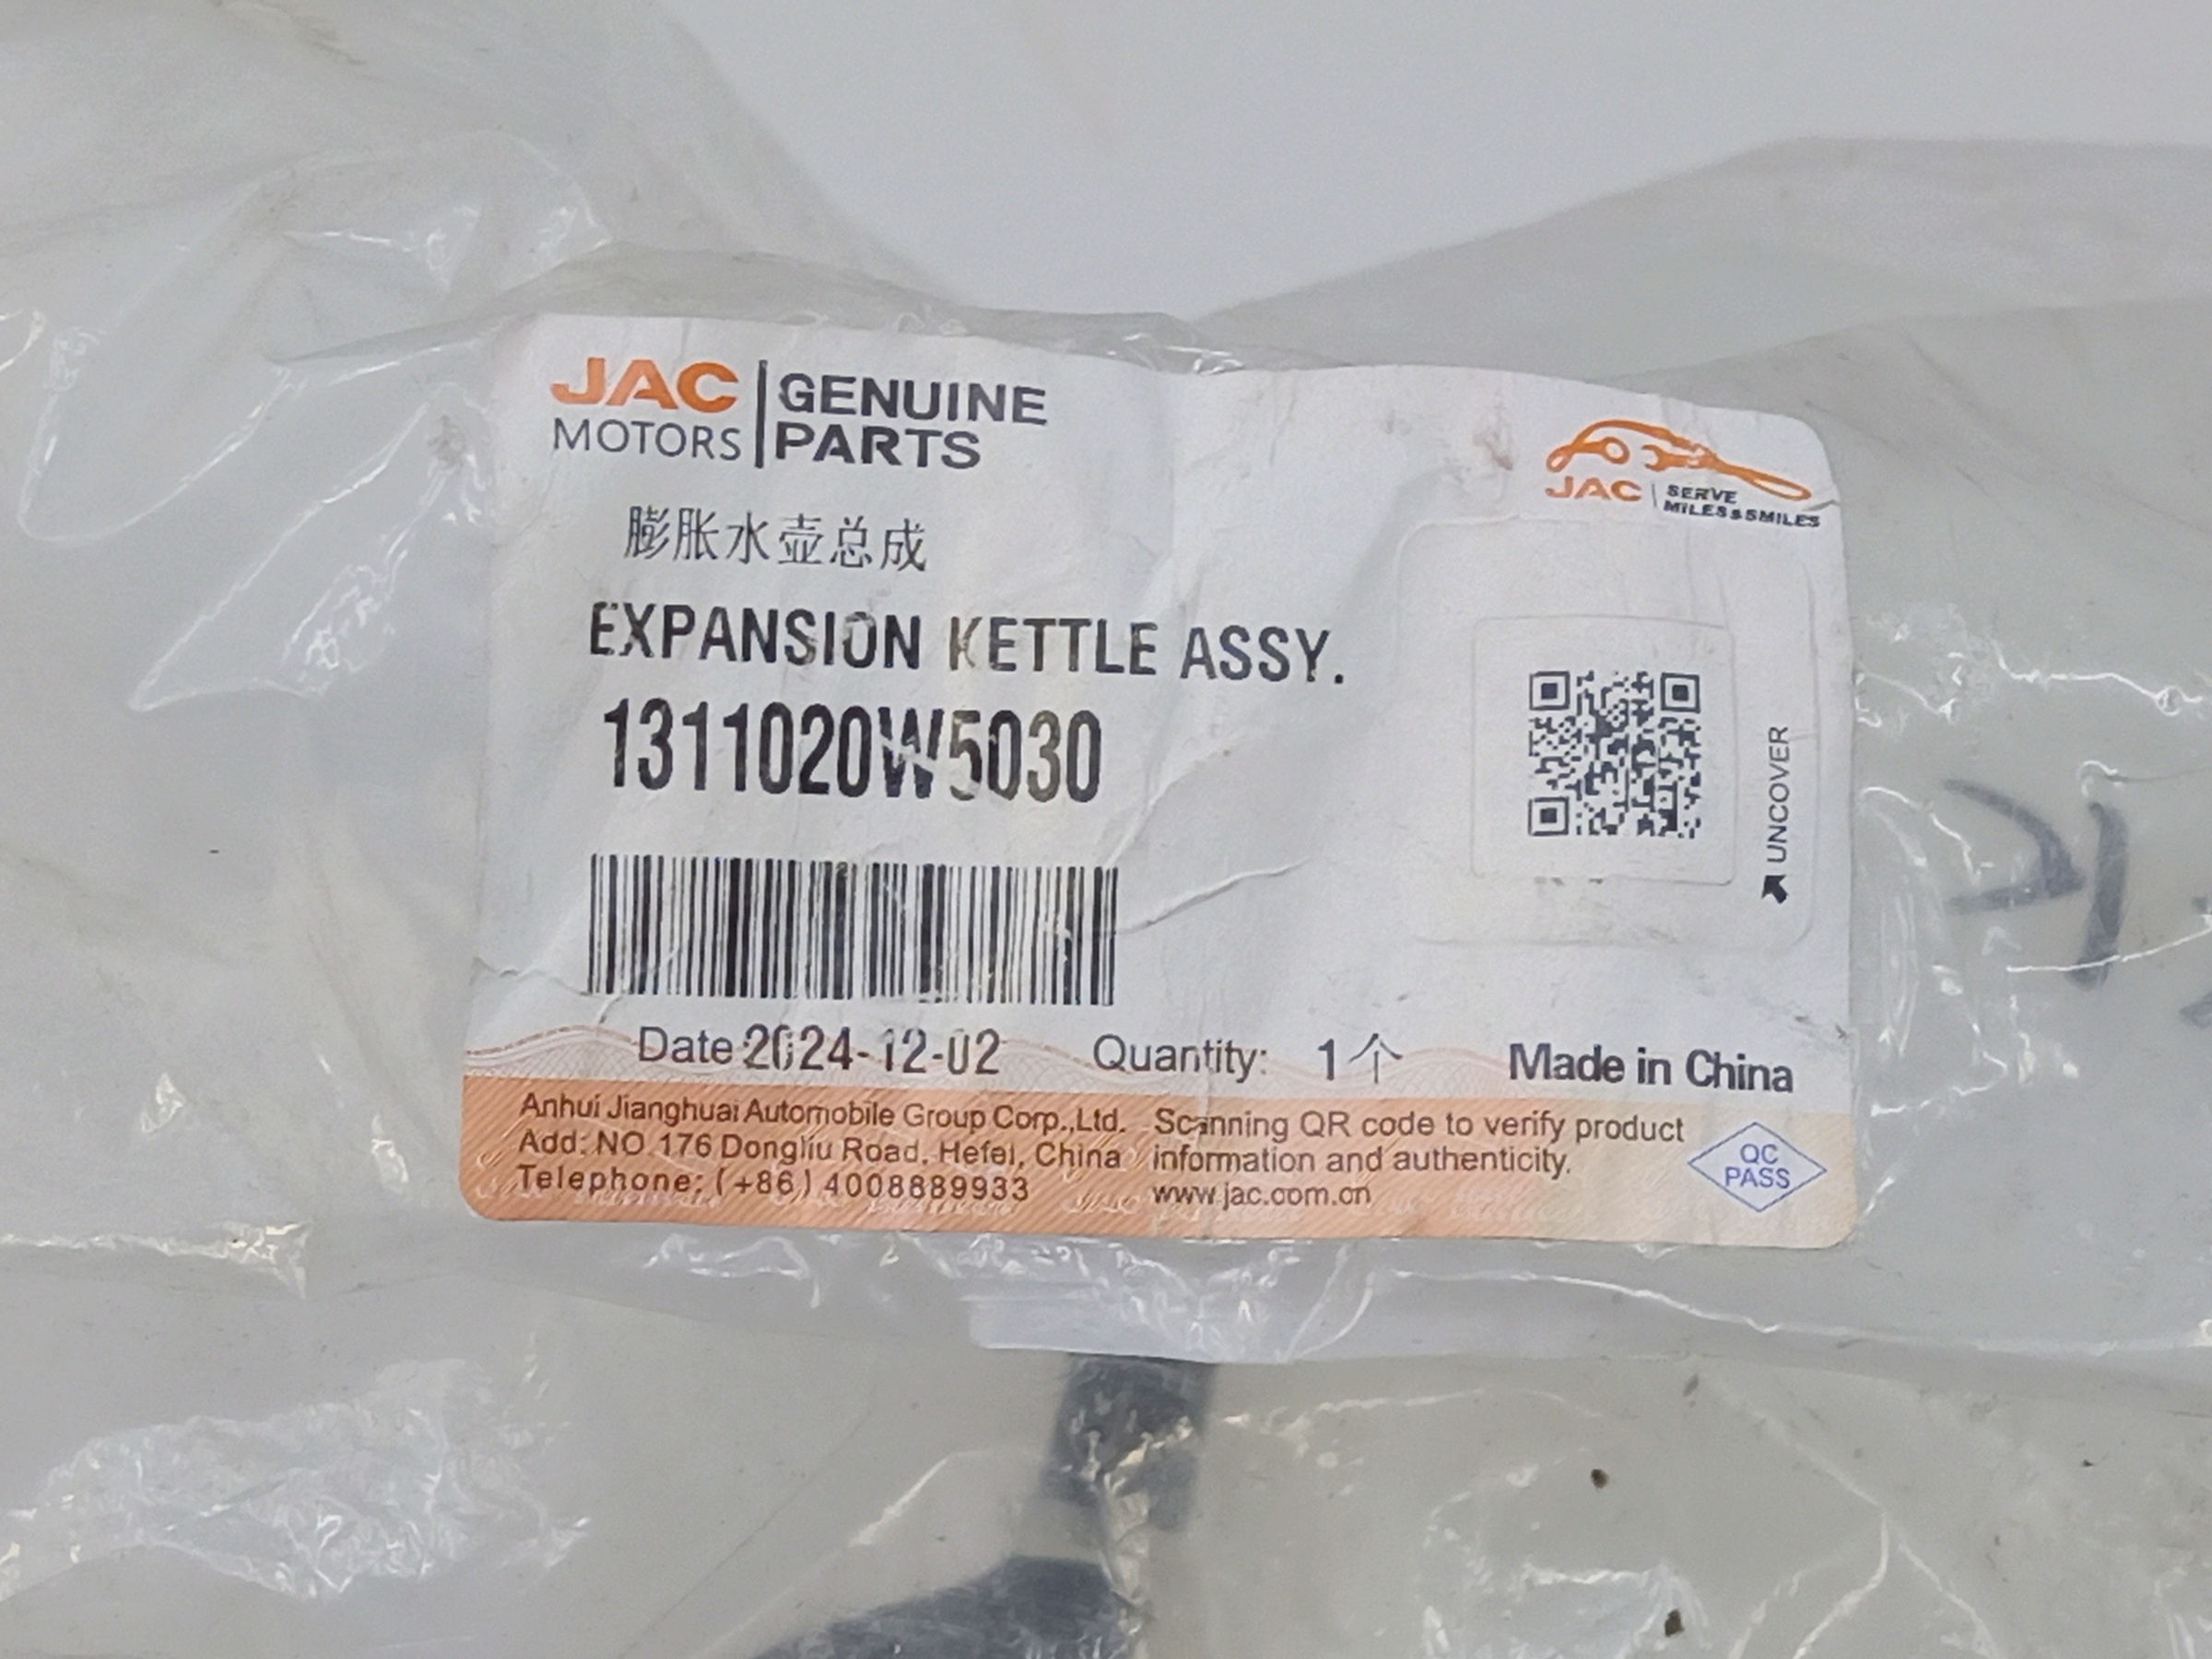 JAC MOTORS | GENUINE PARTS
JAC | SERVE MILES&SMILES
膨胀水壶总成
EXPANSION KETTLE ASSY.
1311020W5030
UNCOVER
Date 2024-12-02 Quantity: 1个 Made in China
Anhui Jianghuai Automobile Group Corp.,Ltd.
Add: NO.176 Dongliu Road, Hefei, China
Telephone: (+86) 4008889933
Scanning QR code to verify product
information and authenticity.
www.jac.com.cn
QC
PASS